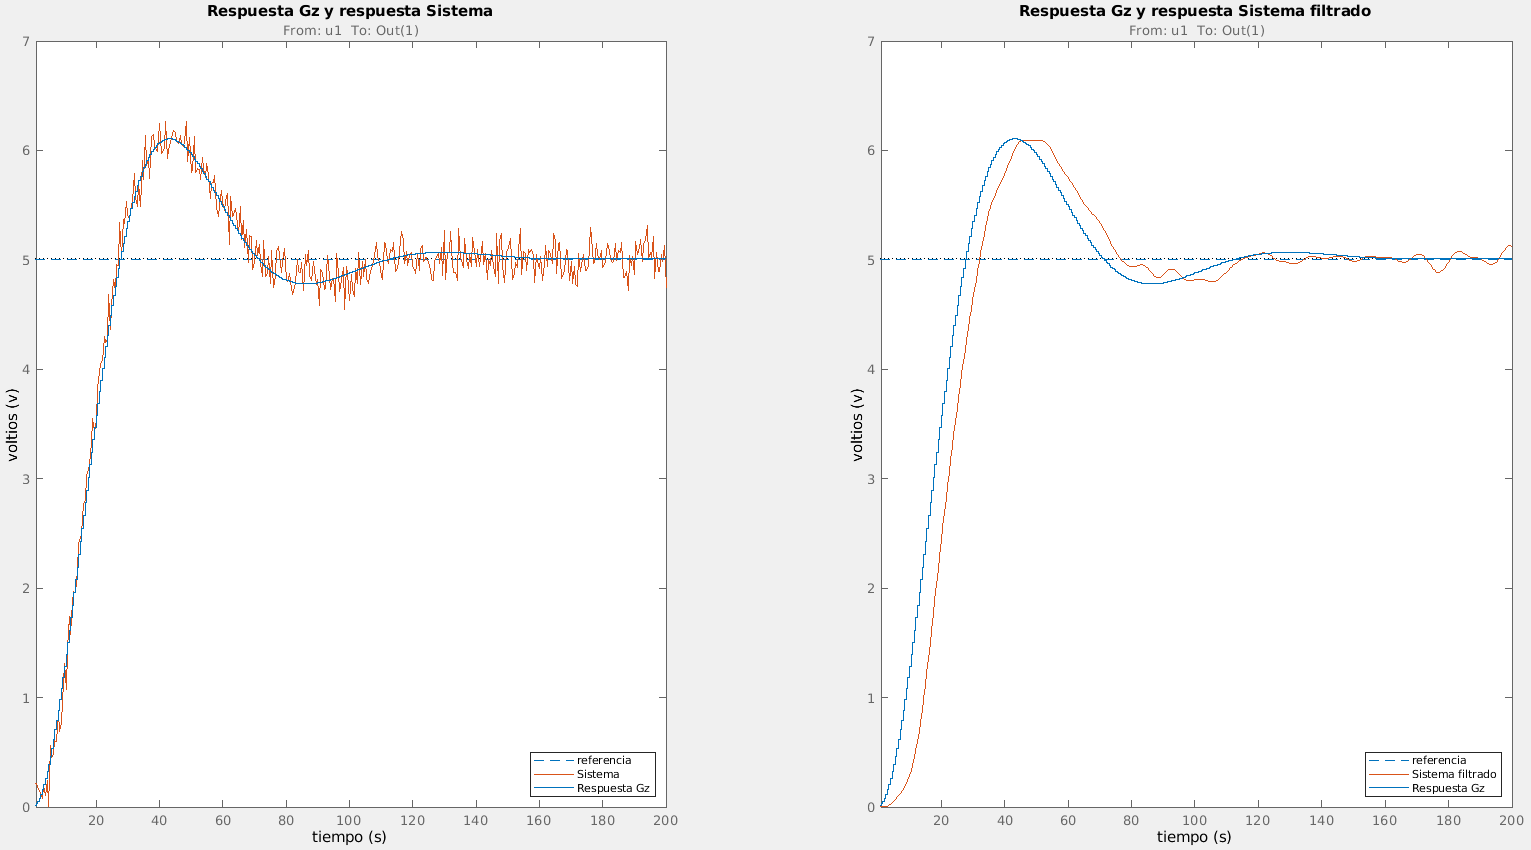 Respuesta Gz y respuesta Sistema
From: u1 To: Out(1)
7
6
5
4
3
2
1
0
voltios (v)
referencia
Sistema
Respuesta Gz
20 40 60 80 100 120 140 160 180 200
tiempo (s)
Respuesta Gz y respuesta Sistema filtrado
From: u1 To: Out(1)
7
6
5
4
3
2
1
0
voltios (v)
referencia
Sistema filtrado
Respuesta Gz
20 40 60 80 100 120 140 160 180 200
tiempo (s)